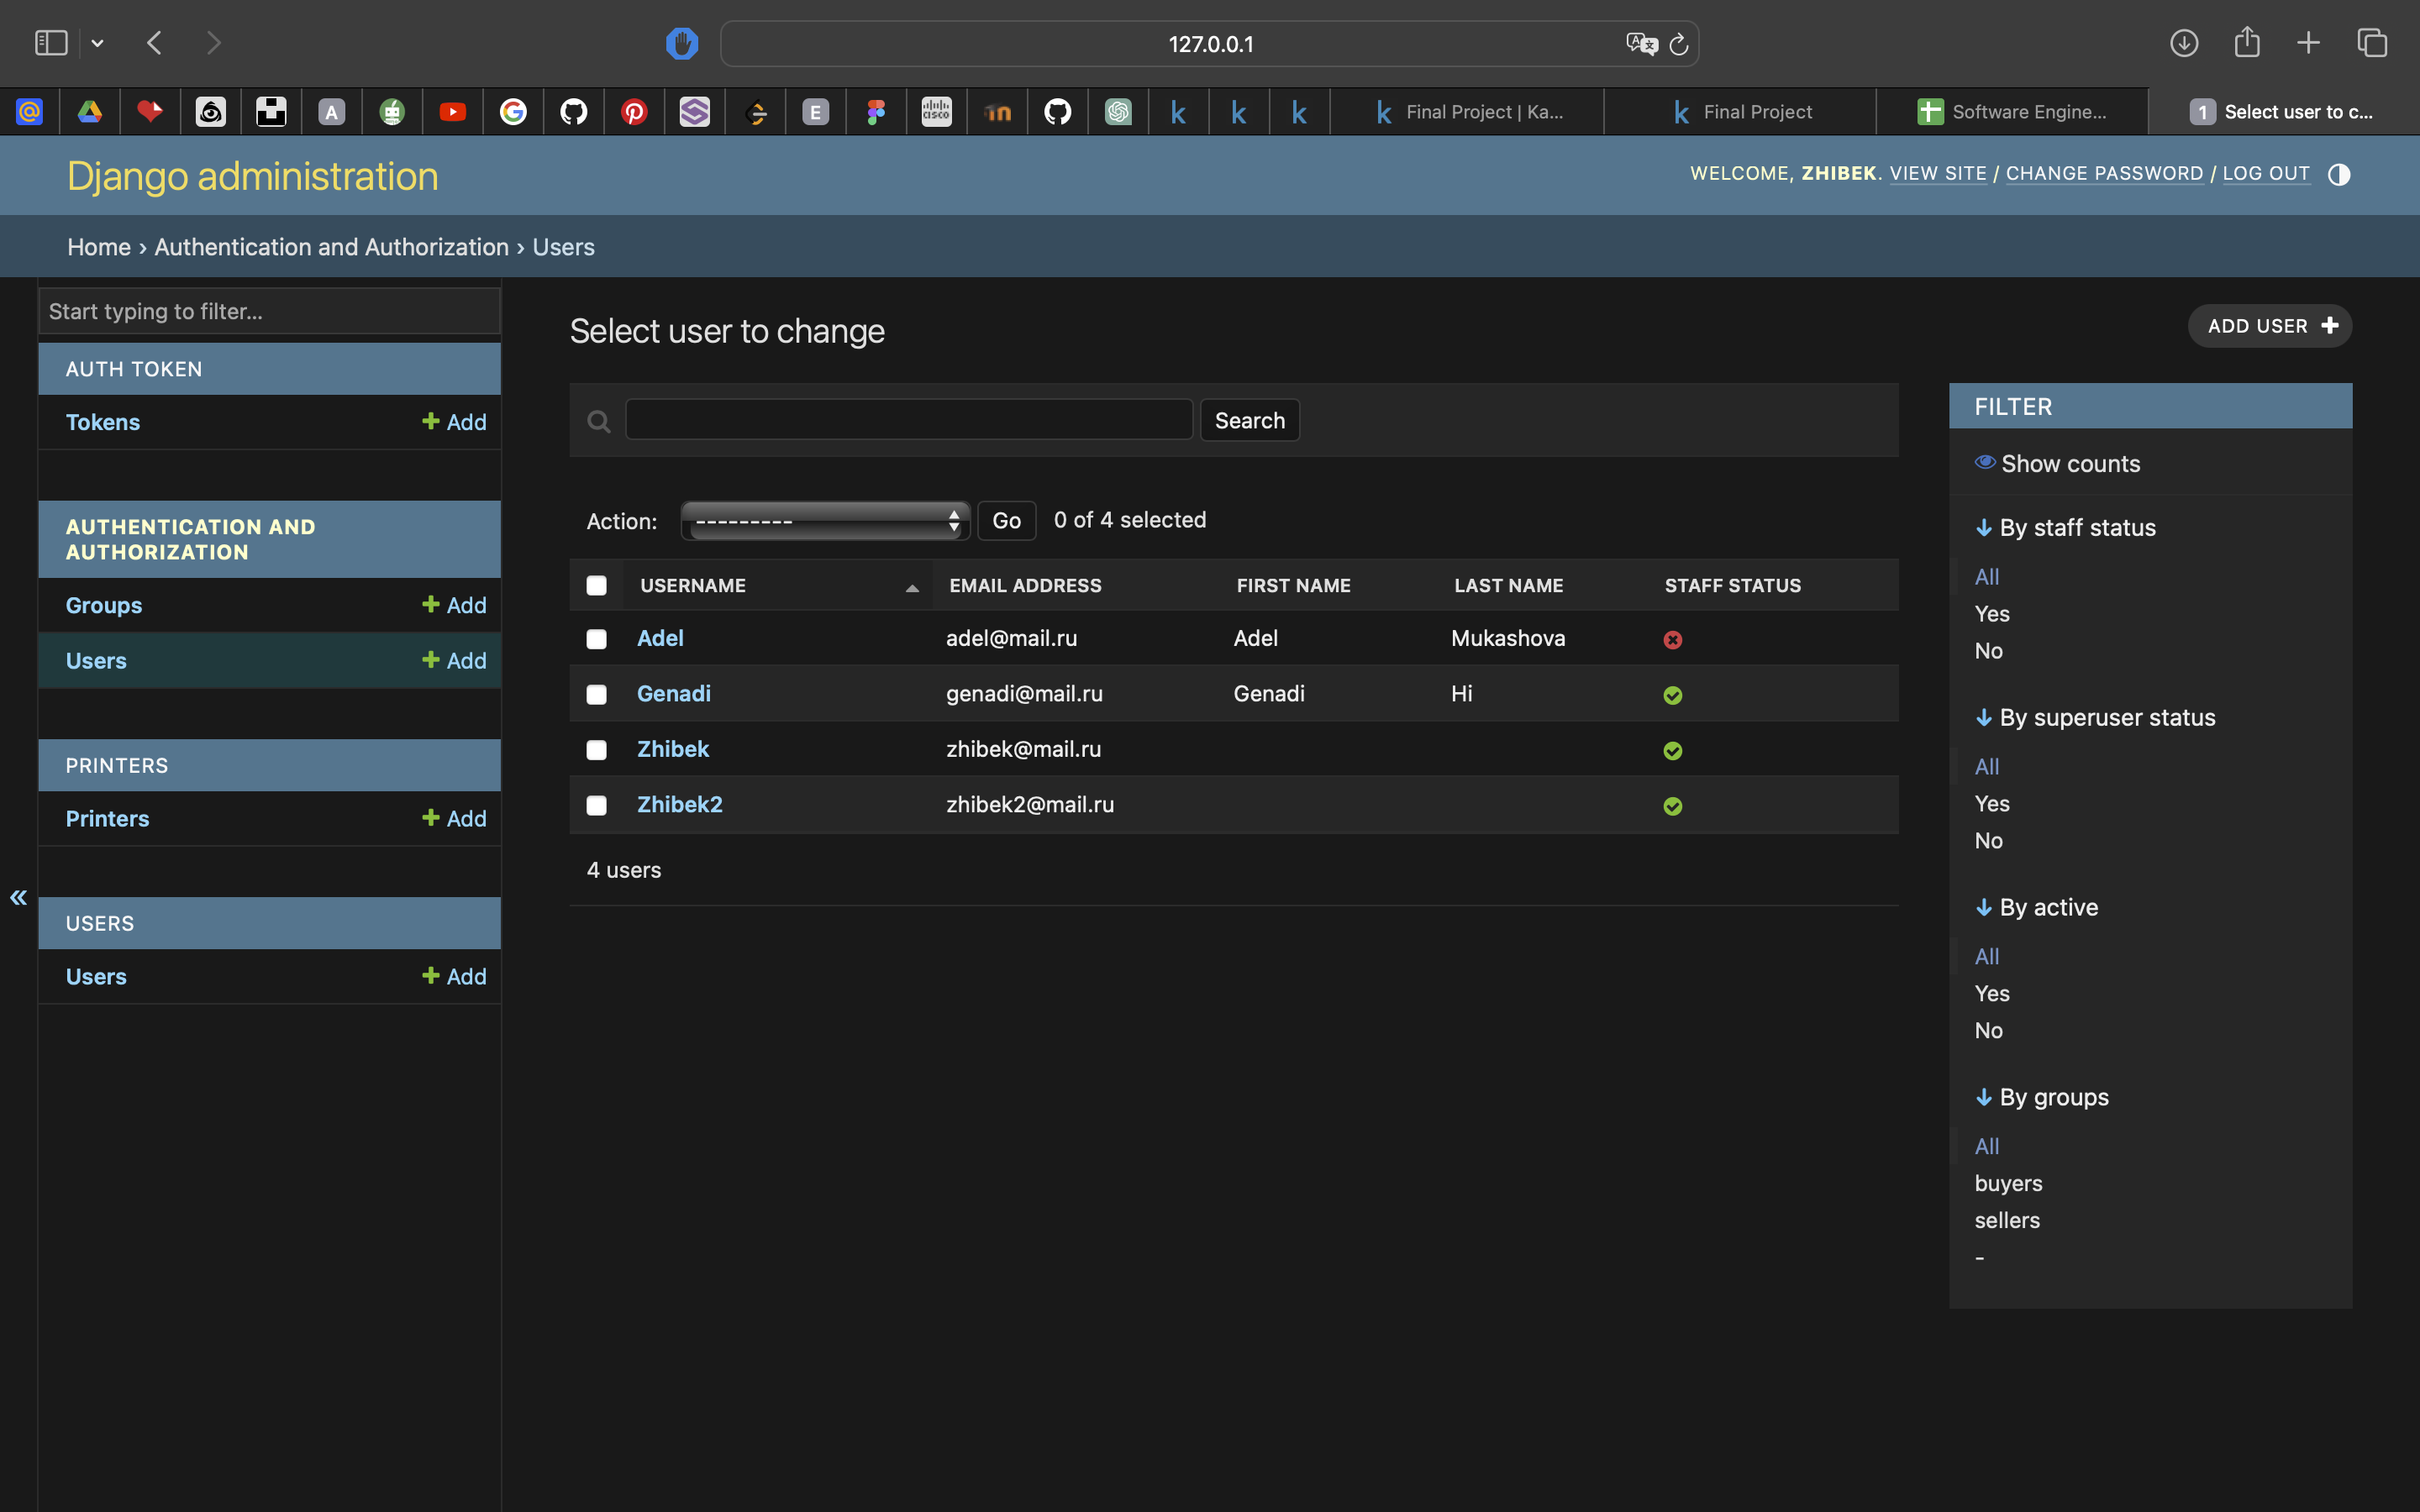 127.0.0.1
Final Project | Ka...
Final Project
Software Engine...
1 Select user to c...
Django administration
WELCOME, ZHIBEK. VIEW SITE / CHANGE PASSWORD / LOG OUT
Home › Authentication and Authorization › Users
Start typing to filter...
AUTH TOKEN
Tokens + Add
AUTHENTICATION AND
AUTHORIZATION
Groups + Add
Users + Add
PRINTERS
Printers + Add
USERS
Users + Add
«
Select user to change
ADD USER +
Search
Action: --------- Go 0 of 4 selected
USERNAME EMAIL ADDRESS FIRST NAME LAST NAME STAFF STATUS
Adel adel@mail.ru Adel Mukashova
Genadi genadi@mail.ru Genadi Hi
Zhibek zhibek@mail.ru
Zhibek2 zhibek2@mail.ru
4 users
FILTER
Show counts
↓ By staff status
All
Yes
No
↓ By superuser status
All
Yes
No
↓ By active
All
Yes
No
↓ By groups
All
buyers
sellers
-